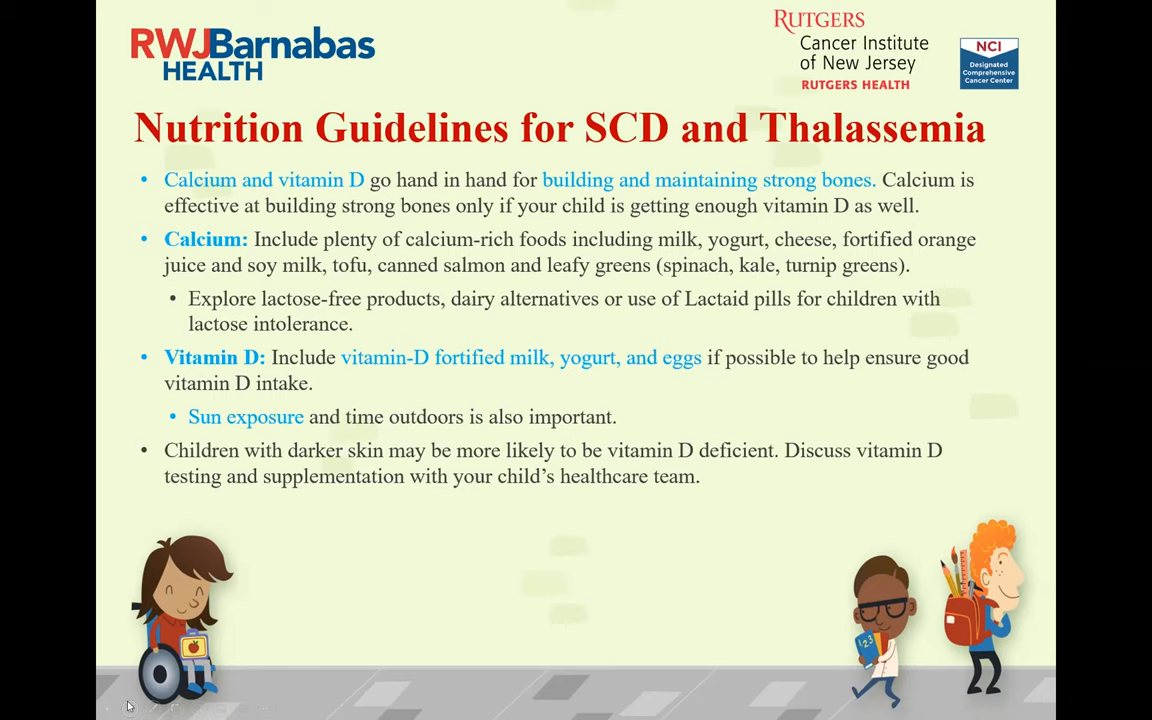 RWJBarnabas
HEALTH
RUTGERS
Cancer Institute
of New Jersey
RUTGERS HEALTH
NCI
Designated
Comprehensive
Cancer Center
Nutrition Guidelines for SCD and Thalassemia
• Calcium and vitamin D go hand in hand for building and maintaining strong bones. Calcium is
effective at building strong bones only if your child is getting enough vitamin D as well.
• Calcium: Include plenty of calcium-rich foods including milk, yogurt, cheese, fortified orange
juice and soy milk, tofu, canned salmon and leafy greens (spinach, kale, turnip greens).
• Explore lactose-free products, dairy alternatives or use of Lactaid pills for children with
lactose intolerance.
• Vitamin D: Include vitamin-D fortified milk, yogurt, and eggs if possible to help ensure good
vitamin D intake.
• Sun exposure and time outdoors is also important.
• Children with darker skin may be more likely to be vitamin D deficient. Discuss vitamin D
testing and supplementation with your child's healthcare team.
123